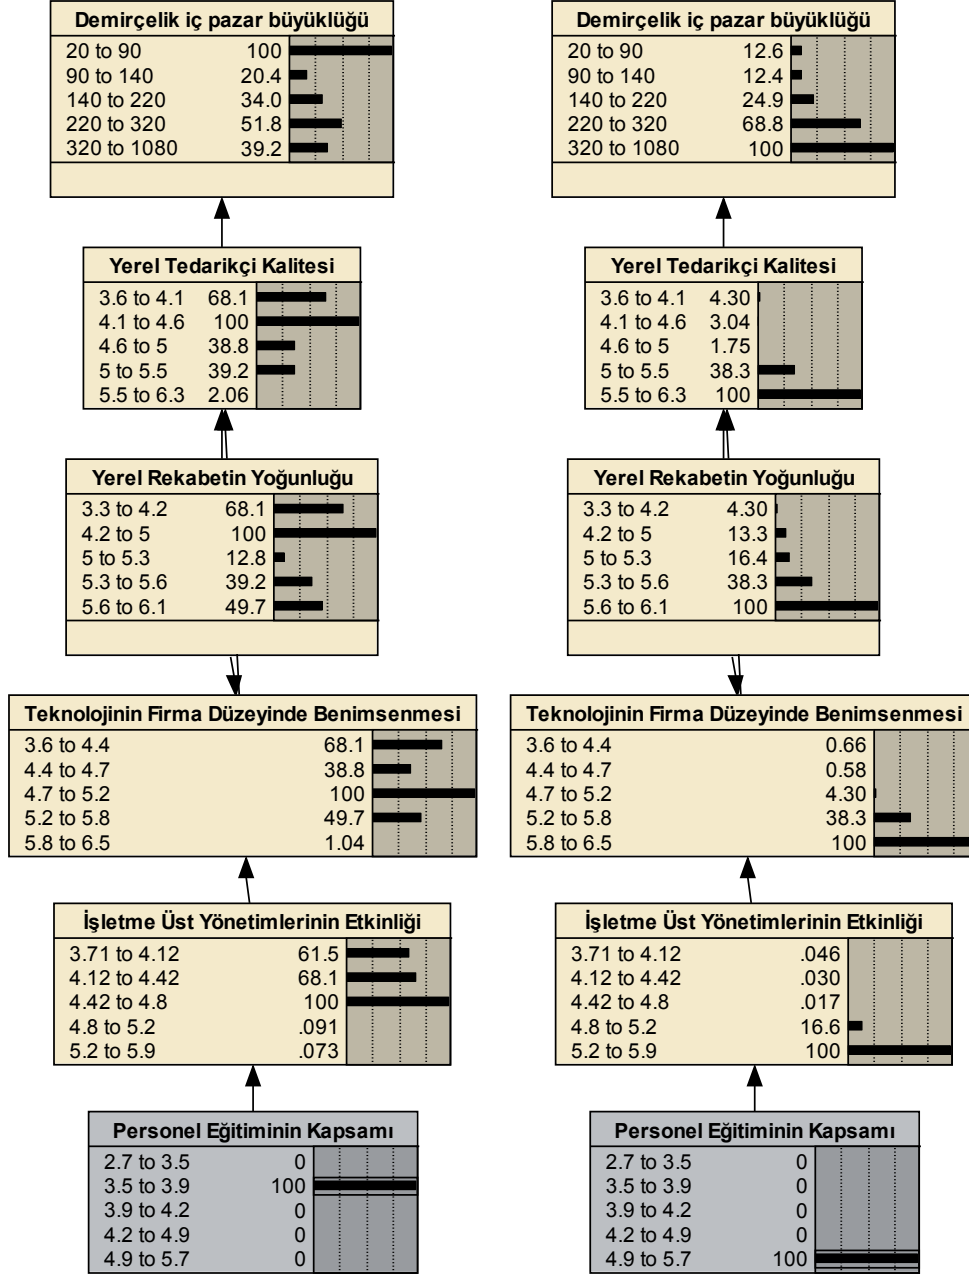 Demirçelik iç pazar büyüklüğü
20 to 90 100
90 to 140 20.4
140 to 220 34.0
220 to 320 51.8
320 to 1080 39.2
Yerel Tedarikçi Kalitesi
3.6 to 4.1 68.1
4.1 to 4.6 100
4.6 to 5 38.8
5 to 5.5 39.2
5.5 to 6.3 2.06
Yerel Rekabetin Yoğunluğu
3.3 to 4.2 68.1
4.2 to 5 100
5 to 5.3 12.8
5.3 to 5.6 39.2
5.6 to 6.1 49.7
Teknolojinin Firma Düzeyinde Benimsenmesi
3.6 to 4.4 68.1
4.4 to 4.7 38.8
4.7 to 5.2 100
5.2 to 5.8 49.7
5.8 to 6.5 1.04
İşletme Üst Yönetimlerinin Etkinliği
3.71 to 4.12 61.5
4.12 to 4.42 68.1
4.42 to 4.8 100
4.8 to 5.2 .091
5.2 to 5.9 .073
Personel Eğitiminin Kapsamı
2.7 to 3.5 0
3.5 to 3.9 100
3.9 to 4.2 0
4.2 to 4.9 0
4.9 to 5.7 0
Demirçelik iç pazar büyüklüğü
20 to 90 12.6
90 to 140 12.4
140 to 220 24.9
220 to 320 68.8
320 to 1080 100
Yerel Tedarikçi Kalitesi
3.6 to 4.1 4.30
4.1 to 4.6 3.04
4.6 to 5 1.75
5 to 5.5 38.3
5.5 to 6.3 100
Yerel Rekabetin Yoğunluğu
3.3 to 4.2 4.30
4.2 to 5 13.3
5 to 5.3 16.4
5.3 to 5.6 38.3
5.6 to 6.1 100
Teknolojinin Firma Düzeyinde Benimsenmesi
3.6 to 4.4 0.66
4.4 to 4.7 0.58
4.7 to 5.2 4.30
5.2 to 5.8 38.3
5.8 to 6.5 100
İşletme Üst Yönetimlerinin Etkinliği
3.71 to 4.12 .046
4.12 to 4.42 .030
4.42 to 4.8 .017
4.8 to 5.2 16.6
5.2 to 5.9 100
Personel Eğitiminin Kapsamı
2.7 to 3.5 0
3.5 to 3.9 0
3.9 to 4.2 0
4.2 to 4.9 0
4.9 to 5.7 100